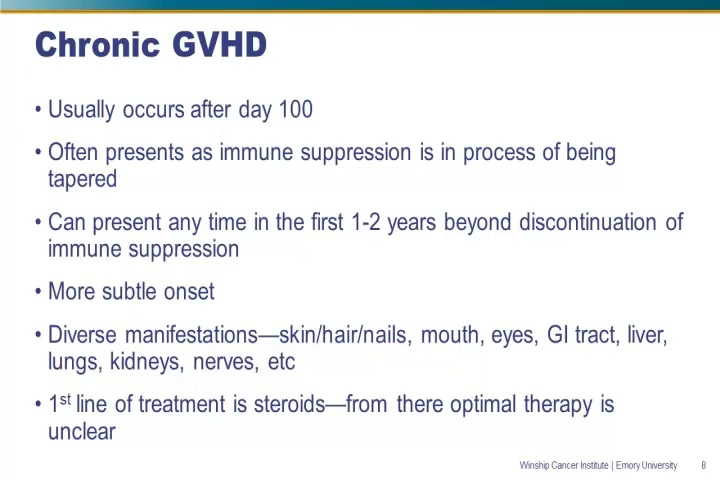 Chronic GVHD
• Usually occurs after day 100
• Often presents as immune suppression is in process of being
tapered
• Can present any time in the first 1-2 years beyond discontinuation of
immune suppression
• More subtle onset
• Diverse manifestations—skin/hair/nails, mouth, eyes, GI tract, liver,
lungs, kidneys, nerves, etc
• 1st line of treatment is steroids—from there optimal therapy is
unclear
Winship Cancer Institute | Emory University 8